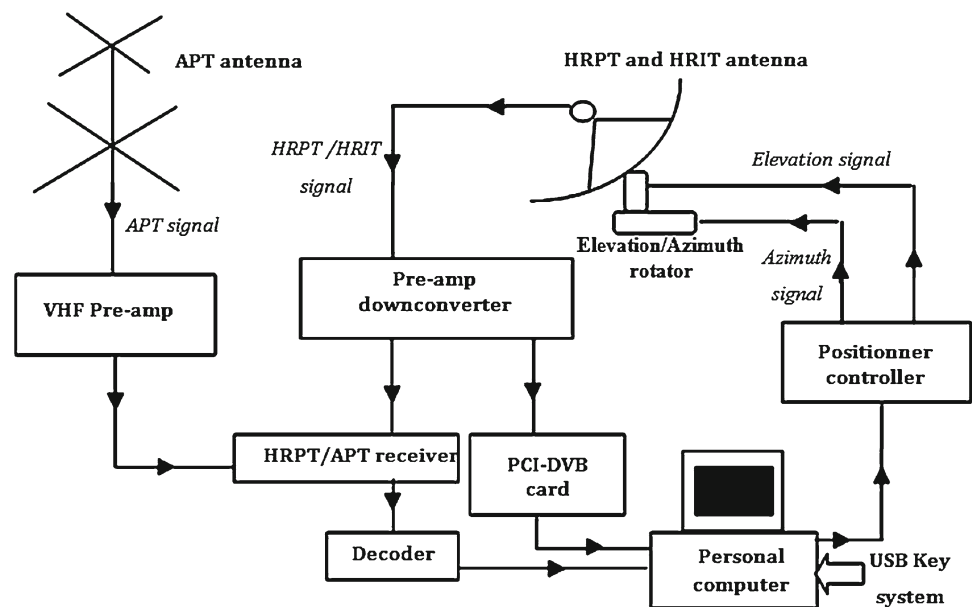 APT antenna
HRPT and HRIT antenna
HRPT /HRIT
signal
Elevation signal
APT signal
Elevation/Azimuth
rotator
Azimuth
signal
VHF Pre-amp
Pre-amp
downconverter
Positionner
controller
HRPT/APT receiver
PCI-DVB
card
Decoder
Personal
computer
USB Key
system